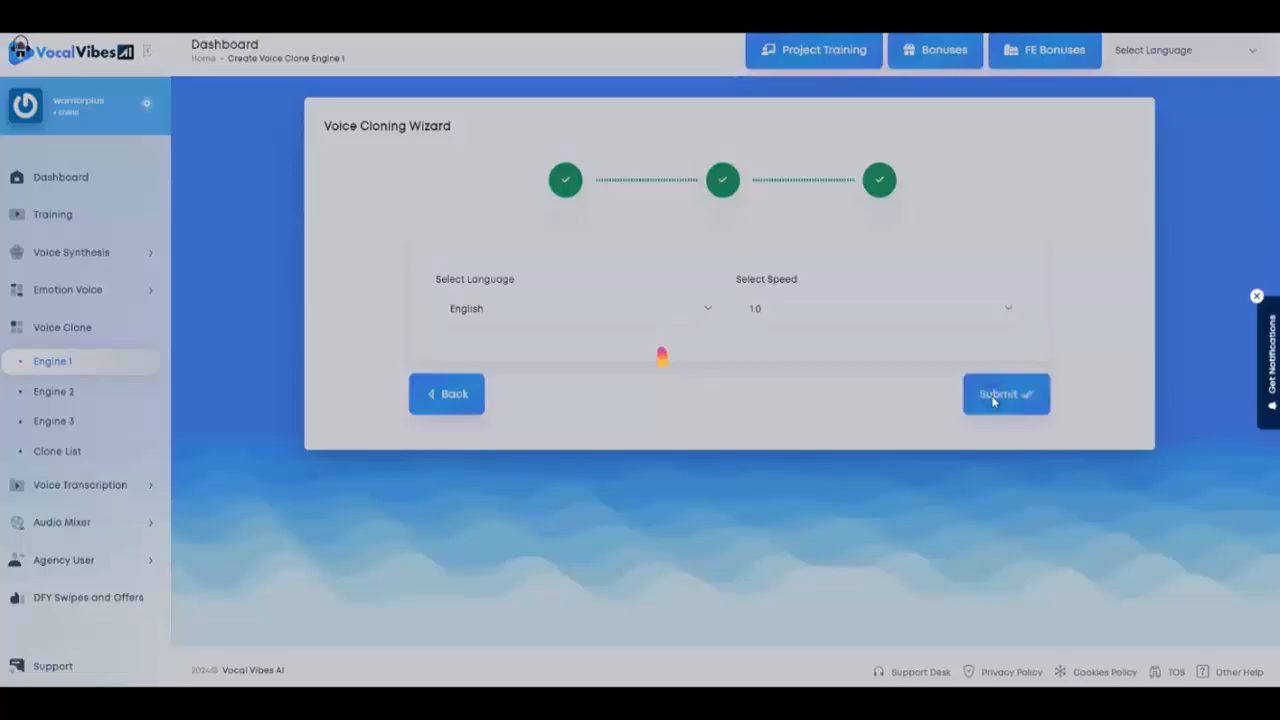 VocalVibes AI
Dashboard
Home - Create Voice Clone Engine 1
Project Training
Bonuses
FE Bonuses
Select Language
warriorplus
online
Dashboard
Training
Voice Synthesis
Emotion Voice
Voice Clone
Engine 1
Engine 2
Engine 3
Clone List
Voice Transcription
Audio Mixer
Agency User
DFY Swipes and Offers
Support
Voice Cloning Wizard
Select Language
Select Speed
English
1.0
Back
Submit
Get Notifications
2024© Vocal Vibes AI
Support Desk
Privacy Policy
Cookies Policy
TOS
Other Help